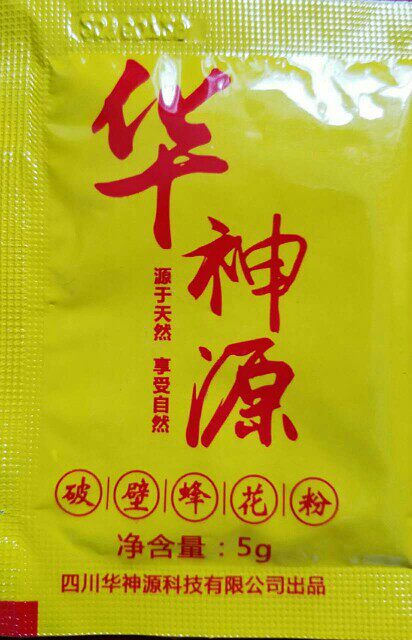 华神源
源于天然 享受自然
破壁蜂花粉
净含量：5g
四川华神源科技有限公司出品